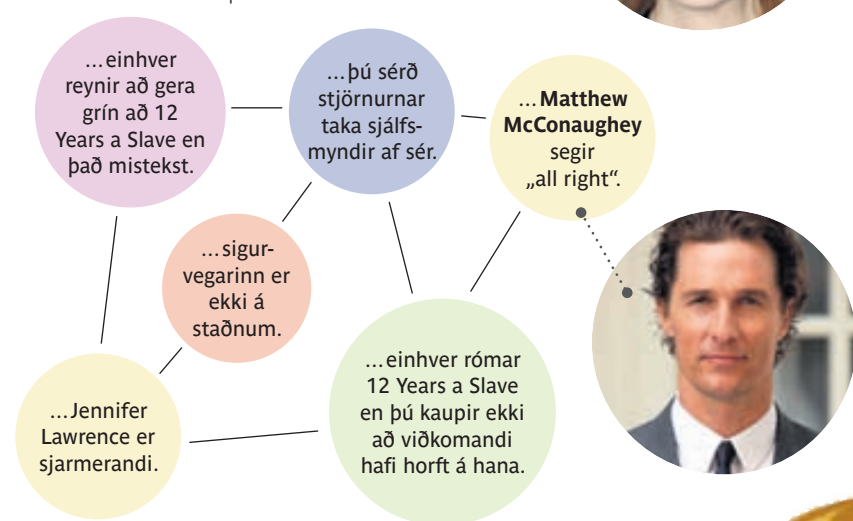 …einhver
reynir að gera
grín að 12
Years a Slave en
það mistekst.
…þú sérð
stjörnurnar
taka sjálfs-
myndir af sér.
…Matthew
McConaughey
segir
„all right“.
…sigur-
vegarinn er
ekki á
staðnum.
…Jennifer
Lawrence er
sjarmerandi.
…einhver rómar
12 Years a Slave
en þú kaupir ekki
að viðkomandi
hafi horft á hana.